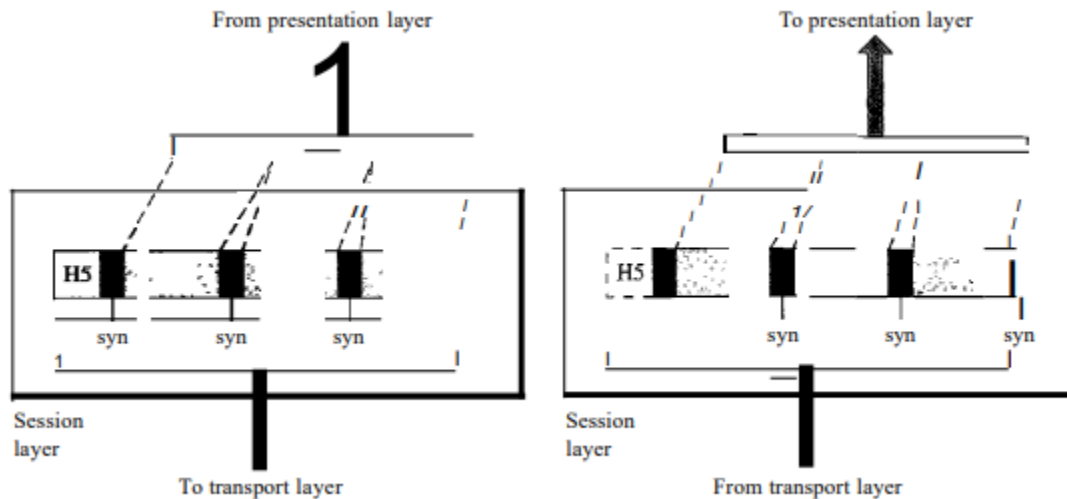 From presentation layer
To presentation layer
H5
H5
syn
syn
syn
syn
syn
syn
Session
layer
Session
layer
To transport layer
From transport layer